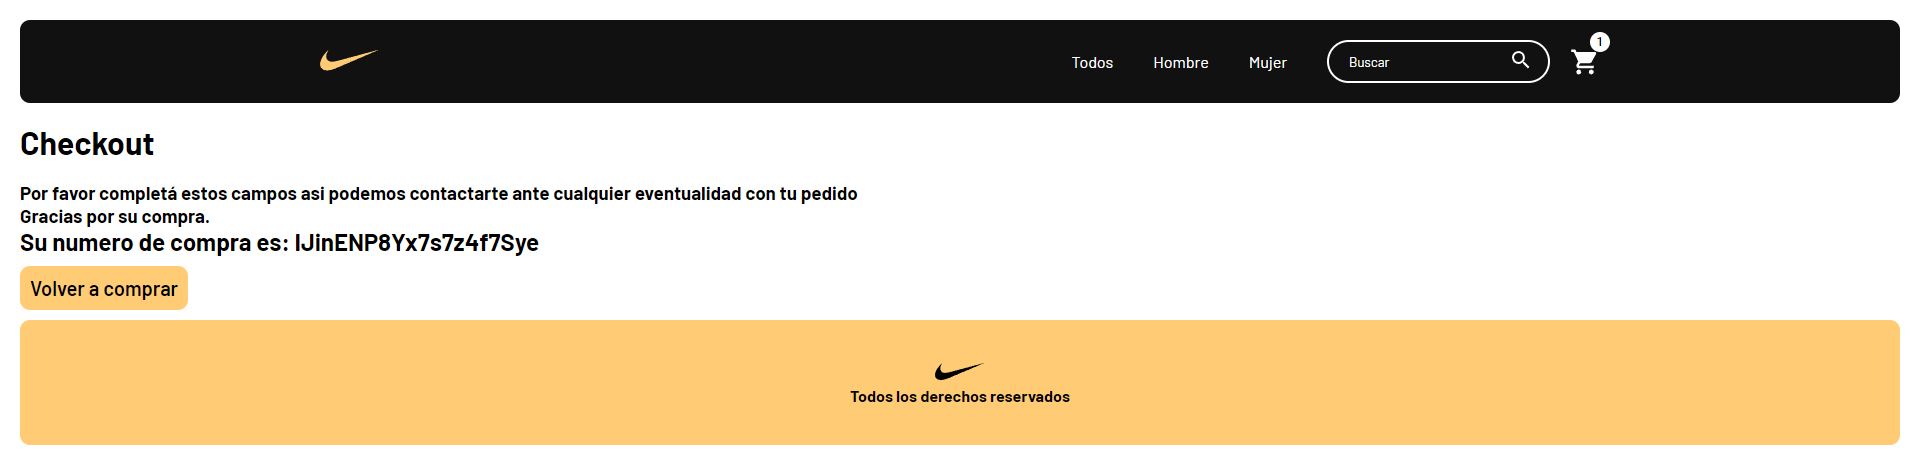 Todos Hombre Mujer Buscar 1
Checkout
Por favor completá estos campos asi podemos contactarte ante cualquier eventualidad con tu pedido
Gracias por su compra.
Su numero de compra es: IJinENP8Yx7s7z4f7Sye
Volver a comprar
Todos los derechos reservados